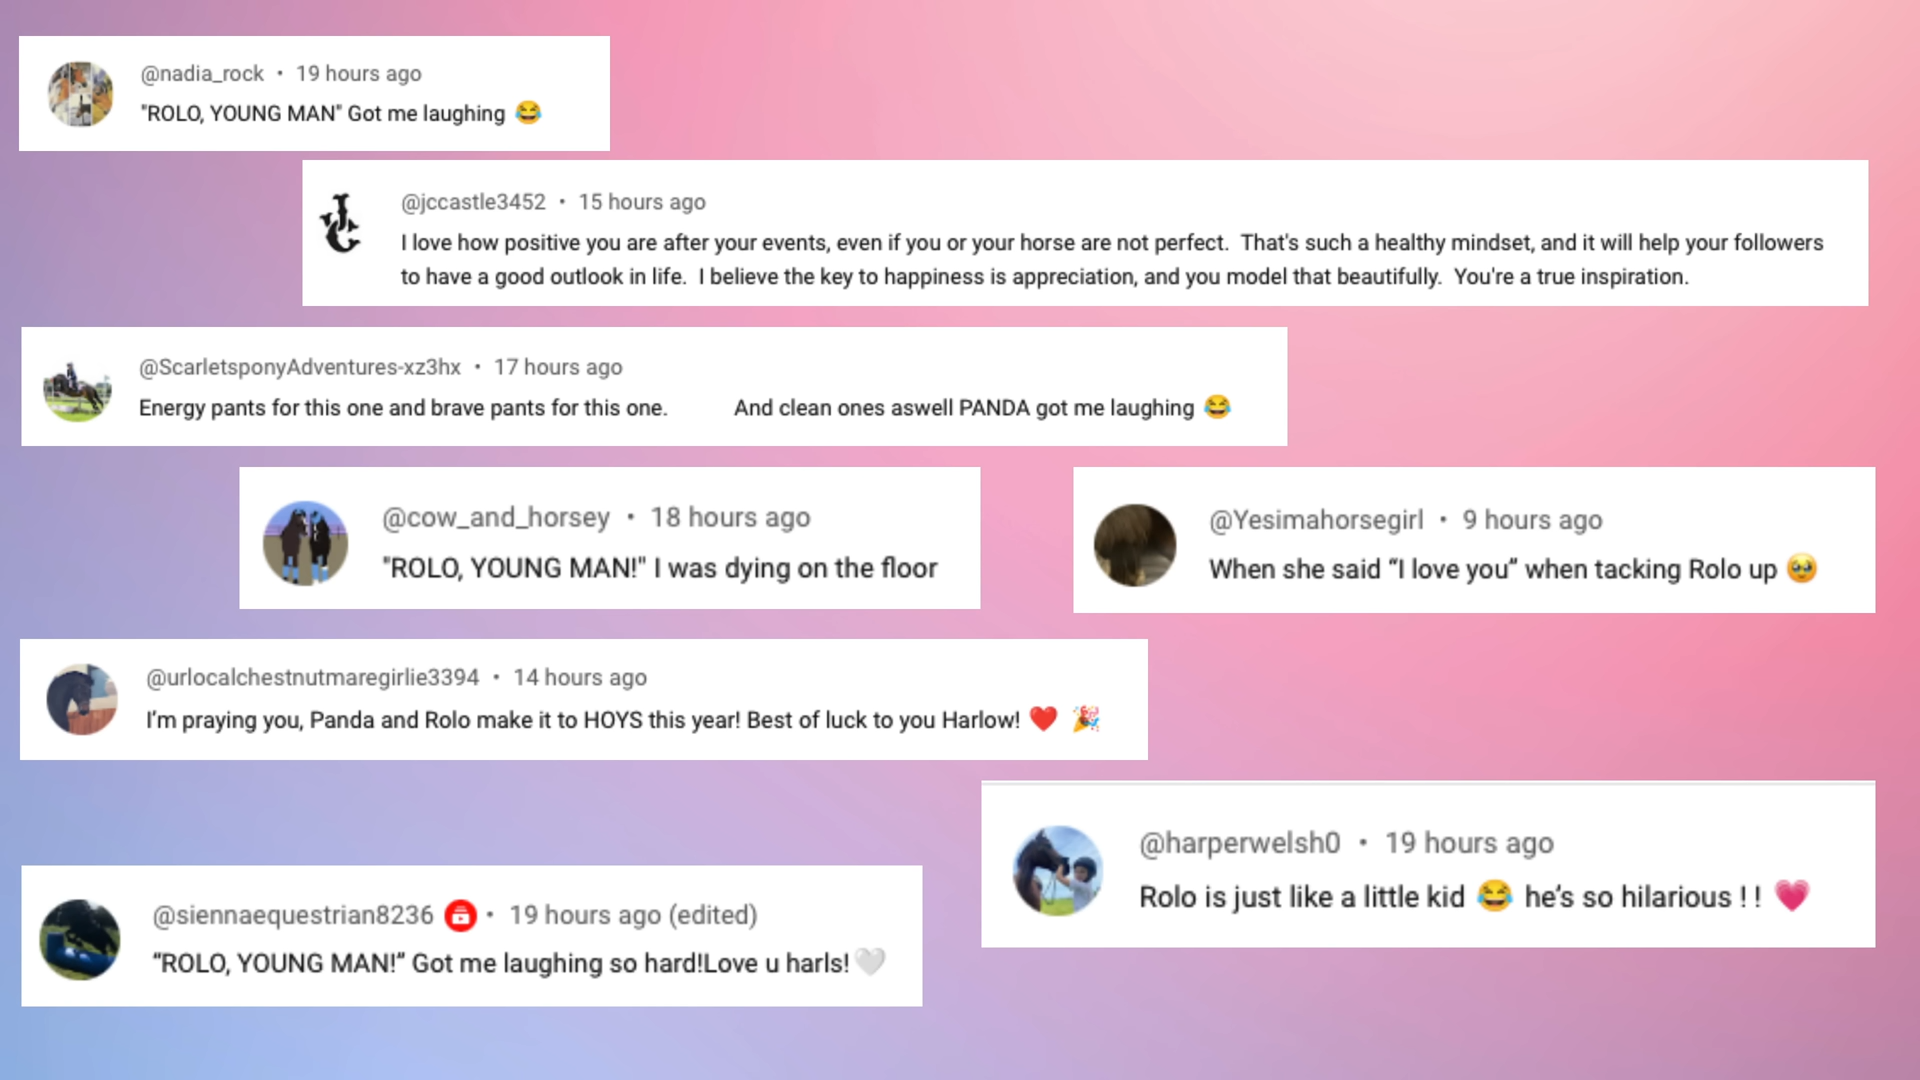 @nadia_rock • 19 hours ago
"ROLO, YOUNG MAN" Got me laughing 😂
JC
@jccastle3452 • 15 hours ago
I love how positive you are after your events, even if you or your horse are not perfect.  That's such a healthy mindset, and it will help your followers
to have a good outlook in life.  I believe the key to happiness is appreciation, and you model that beautifully.  You're a true inspiration.
@ScarletsponyAdventures-xz3hx • 17 hours ago
Energy pants for this one and brave pants for this one.          And clean ones aswell PANDA got me laughing 😂
@cow_and_horsey • 18 hours ago
"ROLO, YOUNG MAN!" I was dying on the floor
@Yesimahorsegirl • 9 hours ago
When she said “I love you” when tacking Rolo up 🥹
@urlocalchestnutmaregirlie3394 • 14 hours ago
I’m praying you, Panda and Rolo make it to HOYS this year! Best of luck to you Harlow! ❤️ 🎉
@harperwelsh0 • 19 hours ago
Rolo is just like a little kid 😂 he’s so hilarious ! ! 💗
@siennaequestrian8236 • 19 hours ago (edited)
“ROLO, YOUNG MAN!” Got me laughing so hard!Love u harls!🤍